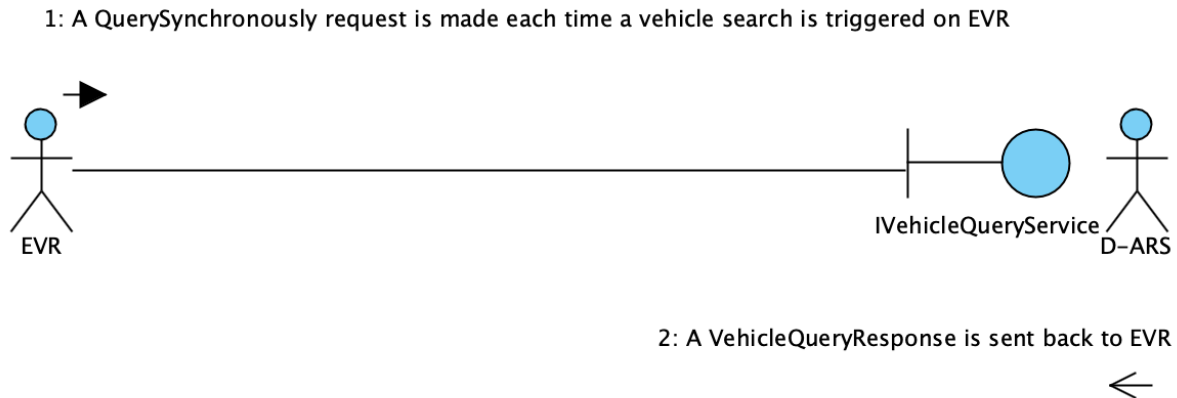 1: A QuerySynchronously request is made each time a vehicle search is triggered on EVR
IVehicleQueryService
EVR
D-ARS
2: A VehicleQueryResponse is sent back to EVR